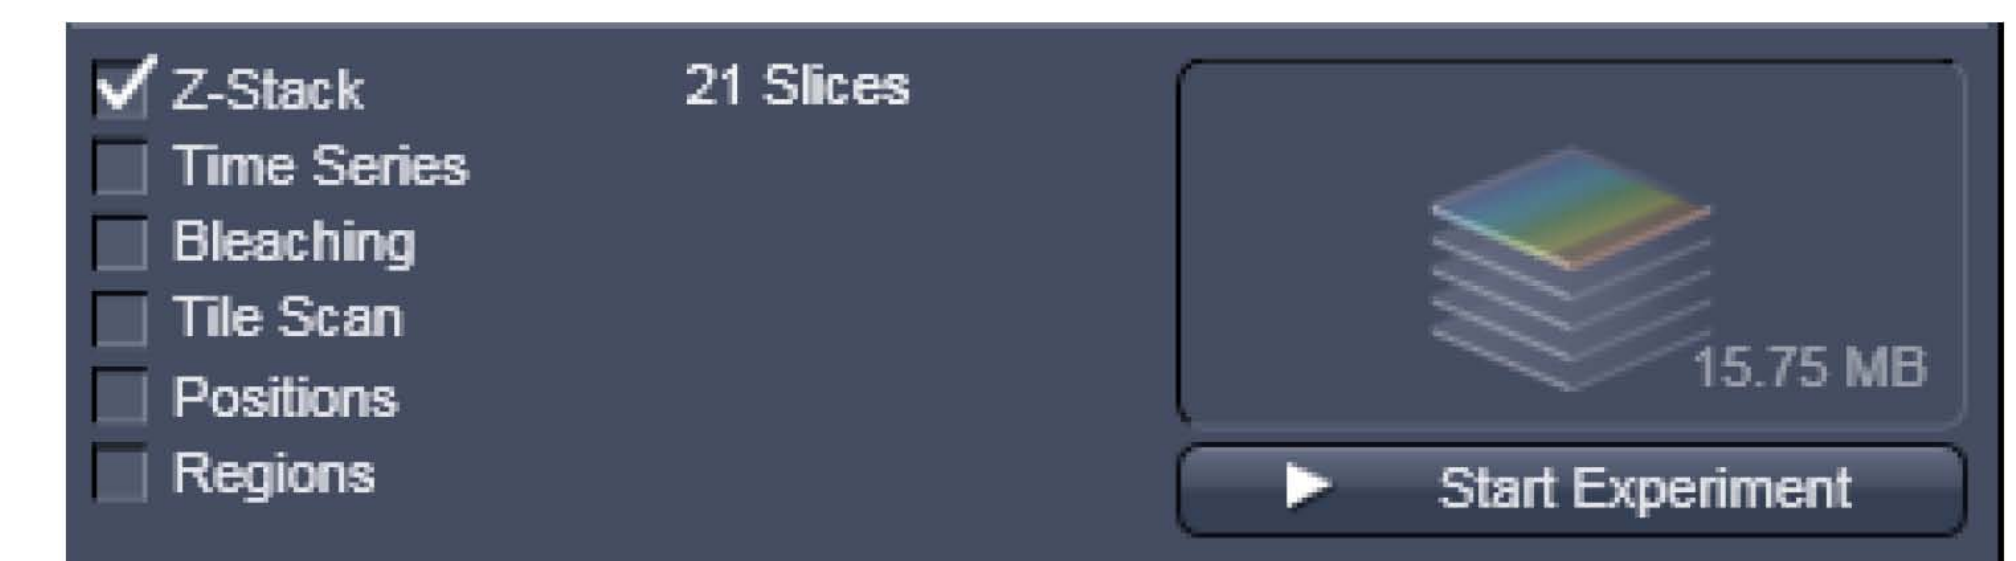 Z-Stack 21 Slices
Time Series
Bleaching
Tile Scan
Positions
Regions
15.75 MB
Start Experiment